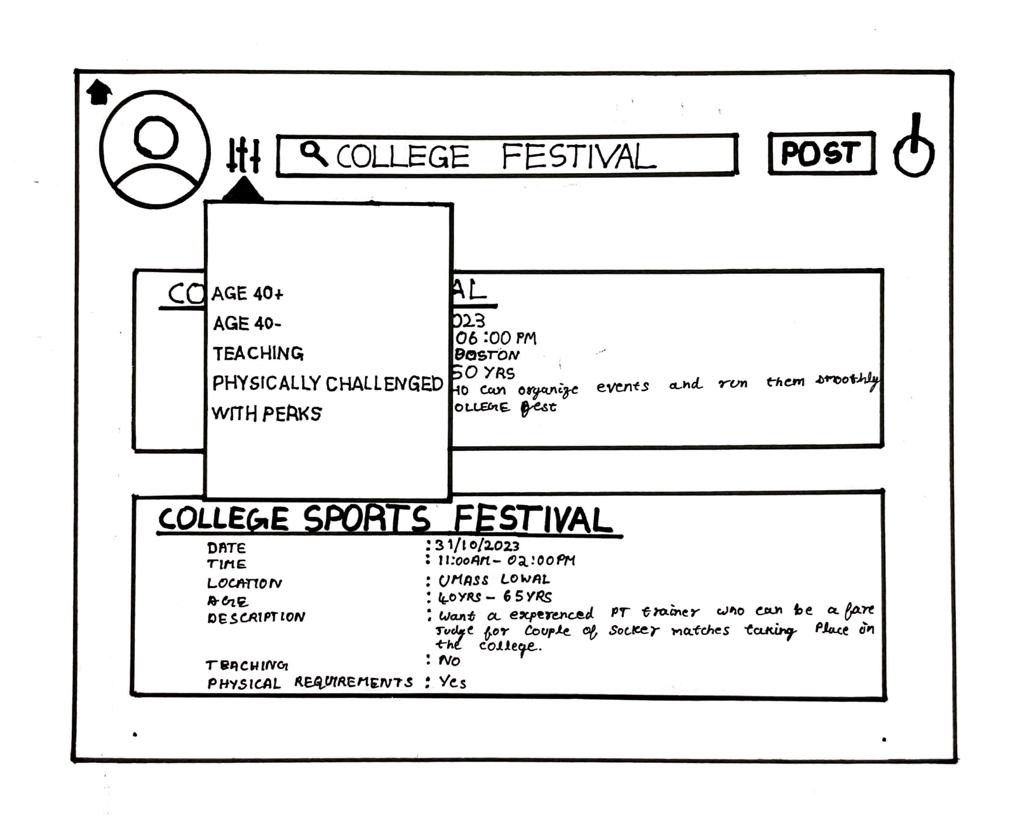 COLLEGE FESTIVAL
POST
AGE 40+
AGE 40-
TEACHING
PHYSICALLY CHALLENGED
WITH PERKS
CO
AL
023
06:00 PM
BOSTON
50 YRS
HO can organize events and run them smoothly
OLLEGE fest
COLLEGE SPORTS FESTIVAL
DATE : 31/10/2023
TIME : 11:00AM - 02:00PM
LOCATION : UMASS LOWAL
AGE : 40YRS - 65YRS
DESCRIPTION : Want a experenced PT trainer who can be a fare
Judge for Couple of Socker matches taking Place in
the college.
TEACHING : NO
PHYSICAL REQUIREMENTS : Yes